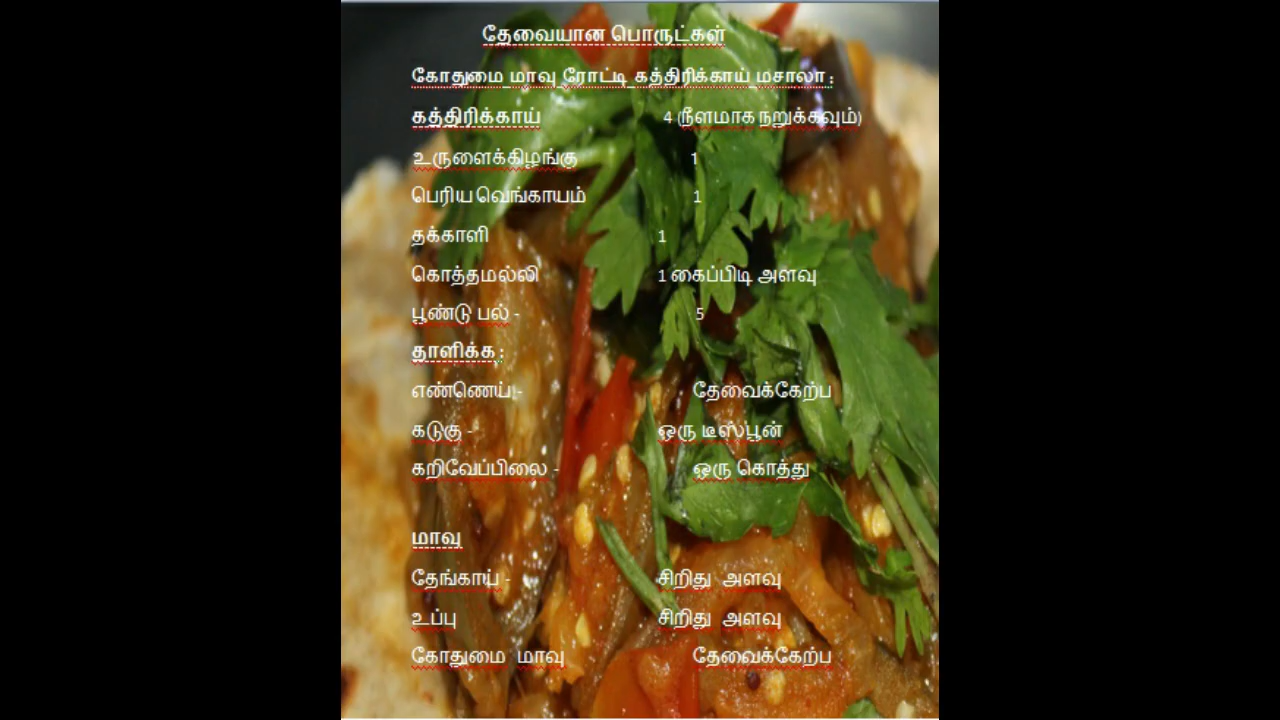 தேவையான பொருட்கள்
கோதுமை மாவு ரோட்டி கத்திரிக்காய் மசாலா :
கத்திரிக்காய் 4 (நீளமாக நறுக்கவும்)
உருளைக்கிழங்கு 1
பெரிய வெங்காயம் 1
தக்காளி 1
கொத்தமல்லி 1 கைப்பிடி அளவு
பூண்டு பல் - 5
தாளிக்க :
எண்ணெய் - தேவைக்கேற்ப
கடுகு - ஒரு டீஸ்பூன்
கறிவேப்பிலை - ஒரு கொத்து
மாவு
தேங்காய் - சிறிது அளவு
உப்பு சிறிது அளவு
கோதுமை மாவு தேவைக்கேற்ப